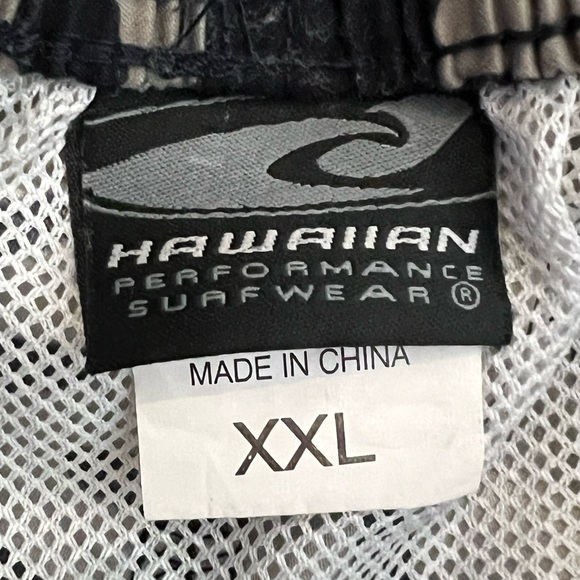 HAWAIIAN
PERFORMANCE
SURFWEAR ®
MADE IN CHINA
XXL